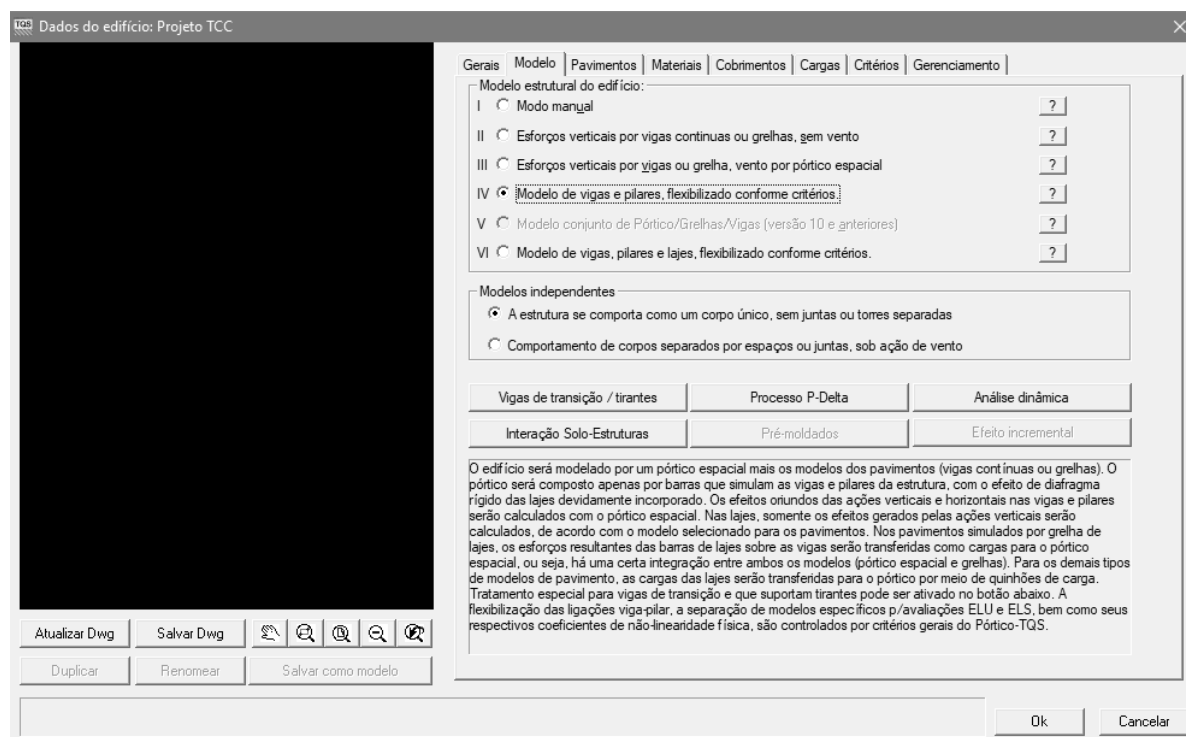 TQS Dados do edifício: Projeto TCC
Gerais Modelo Pavimentos Materiais Cobrimentos Cargas Critérios Gerenciamento
Modelo estrutural do edifício:
I Modo manual ?
II Esforços verticais por vigas continuas ou grelhas, sem vento ?
III Esforços verticais por vigas ou grelha, vento por pórtico espacial ?
IV Modelo de vigas e pilares, flexibilizado conforme critérios. ?
V Modelo conjunto de Pórtico/Grelhas/Vigas (versão 10 e anteriores) ?
VI Modelo de vigas, pilares e lajes, flexibilizado conforme critérios. ?
Modelos independentes
A estrutura se comporta como um corpo único, sem juntas ou torres separadas
Comportamento de corpos separados por espaços ou juntas, sob ação de vento
Vigas de transição / tirantes Processo P-Delta Análise dinâmica
Interação Solo-Estruturas Pré-moldados Efeito incremental
O edifício será modelado por um pórtico espacial mais os modelos dos pavimentos (vigas contínuas ou grelhas). O
pórtico será composto apenas por barras que simulam as vigas e pilares da estrutura, com o efeito de diafragma
rígido das lajes devidamente incorporado. Os efeitos oriundos das ações verticais e horizontais nas vigas e pilares
serão calculados com o pórtico espacial. Nas lajes, somente os efeitos gerados pelas ações verticais serão
calculados, de acordo com o modelo selecionado para os pavimentos. Nos pavimentos simulados por grelha de
lajes, os esforços resultantes das barras de lajes sobre as vigas serão transferidas como cargas para o pórtico
espacial, ou seja, há uma certa integração entre ambos os modelos (pórtico espacial e grelhas). Para os demais tipos
de modelos de pavimento, as cargas das lajes serão transferidas para o pórtico por meio de quinhões de carga.
Tratamento especial para vigas de transição e que suportam tirantes pode ser ativado no botão abaixo. A
flexibilização das ligações viga-pilar, a separação de modelos específicos p/avaliações ELU e ELS, bem como seus
respectivos coeficientes de não-linearidade física, são controlados por critérios gerais do Pórtico-TQS.
Atualizar Dwg Salvar Dwg
Duplicar Renomear Salvar como modelo
Ok Cancelar